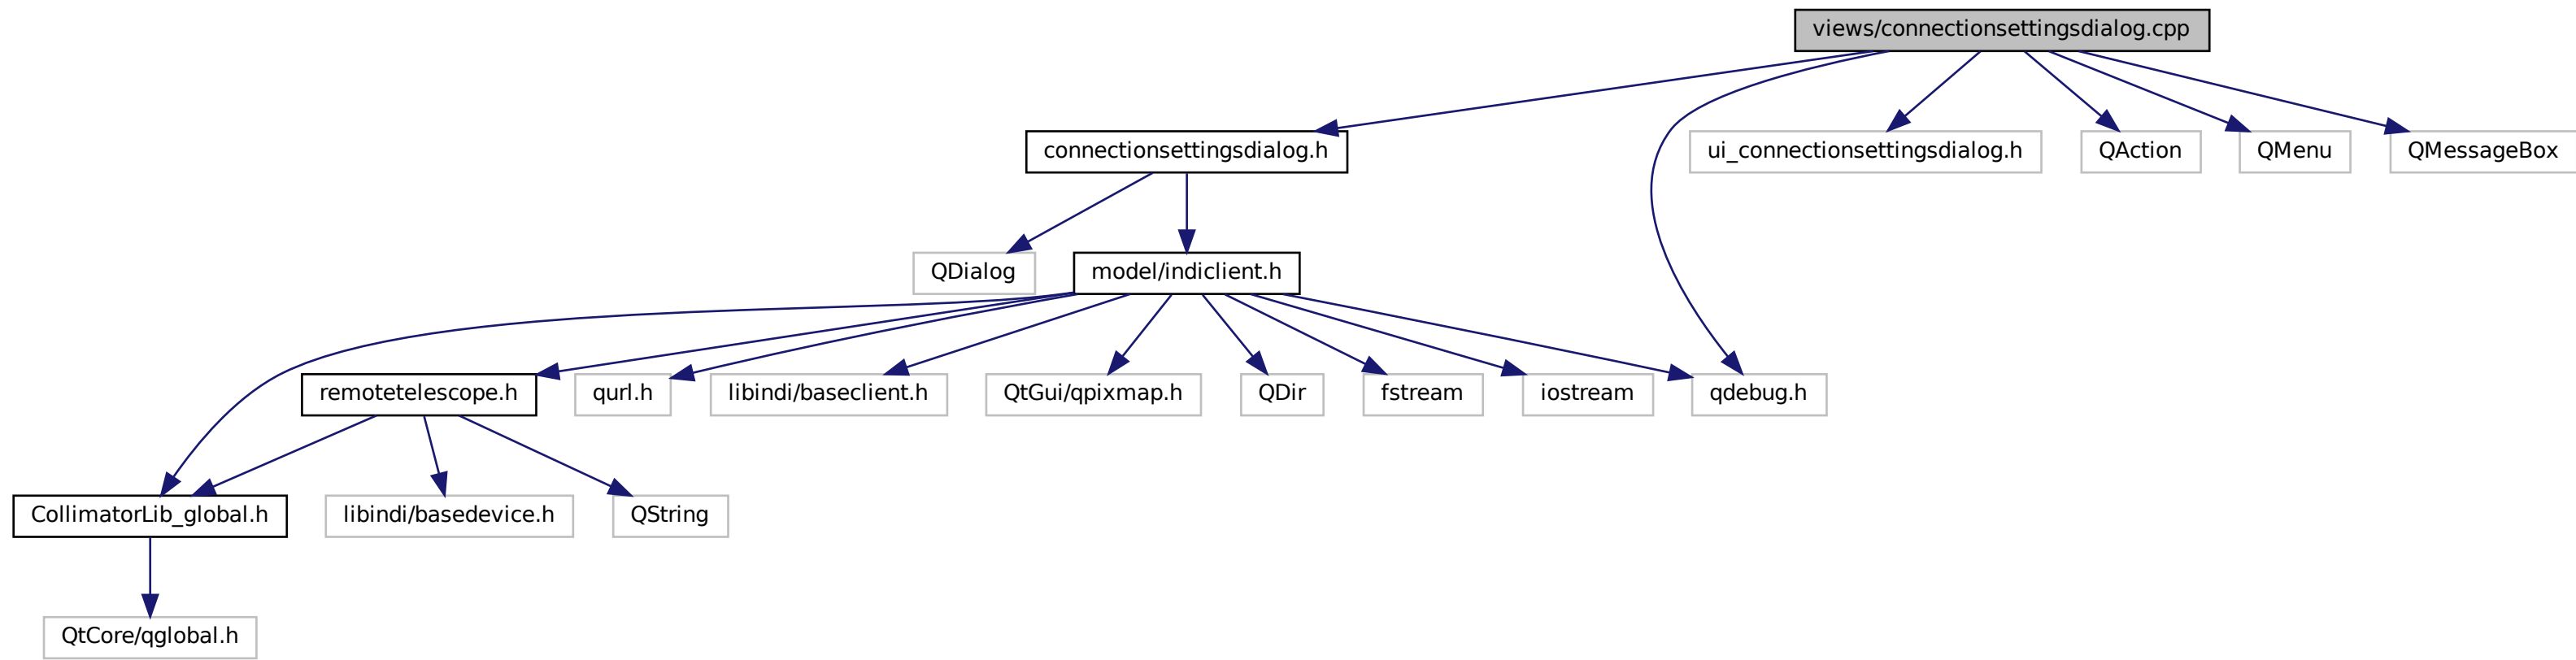 views/connectionsettingsdialog.cpp
connectionsettingsdialog.h
ui_connectionsettingsdialog.h
QAction
QMenu
QMessageBox
QDialog
model/indiclient.h
remotetelescope.h
qurl.h
libindi/baseclient.h
QtGui/qpixmap.h
QDir
fstream
iostream
qdebug.h
CollimatorLib_global.h
libindi/basedevice.h
QString
QtCore/qglobal.h